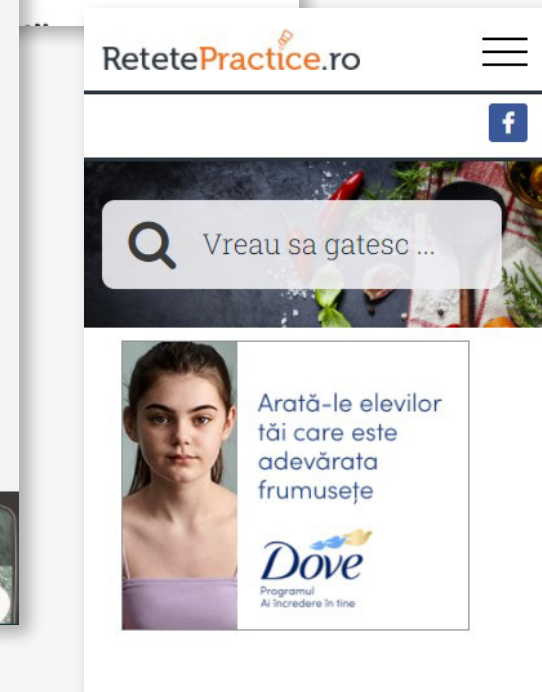 RetetePractice.ro
f
Vreau sa gatesc ...
Arată-le elevilor
tăi care este
adevărata
frumusețe
Dove
Programul
Ai încredere în tine